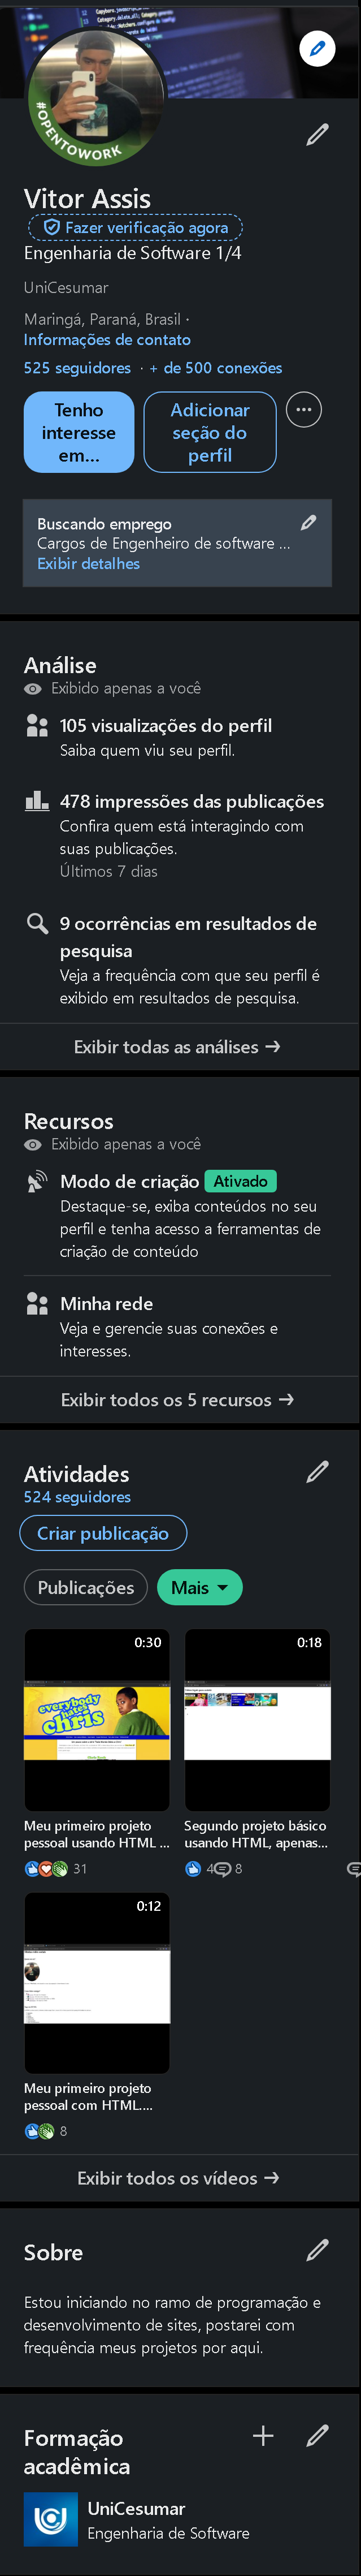 #OPENTOWORK
Vitor Assis
Fazer verificação agora
Engenharia de Software 1/4
UniCesumar
Maringá, Paraná, Brasil ·
Informações de contato
525 seguidores · + de 500 conexões
Tenho
interesse
em...
Adicionar
seção do
perfil
Buscando emprego
Cargos de Engenheiro de software ...
Exibir detalhes
Análise
Exibido apenas a você
105 visualizações do perfil
Saiba quem viu seu perfil.
478 impressões das publicações
Confira quem está interagindo com
suas publicações.
Últimos 7 dias
9 ocorrências em resultados de
pesquisa
Veja a frequência com que seu perfil é
exibido em resultados de pesquisa.
Exibir todas as análises →
Recursos
Exibido apenas a você
Modo de criação Ativado
Destaque-se, exiba conteúdos no seu
perfil e tenha acesso a ferramentas de
criação de conteúdo
Minha rede
Veja e gerencie suas conexões e
interesses.
Exibir todos os 5 recursos →
Atividades
524 seguidores
Criar publicação
Publicações
Mais
0:30
everybody
hates
chris
Meu primeiro projeto
pessoal usando HTML ...
31
0:18
Segundo projeto básico
usando HTML, apenas...
4 8
0:12
Meu primeiro projeto
pessoal com HTML....
8
Exibir todos os vídeos →
Sobre
Estou iniciando no ramo de programação e
desenvolvimento de sites, postarei com
frequência meus projetos por aqui.
Formação
acadêmica
UniCesumar
Engenharia de Software